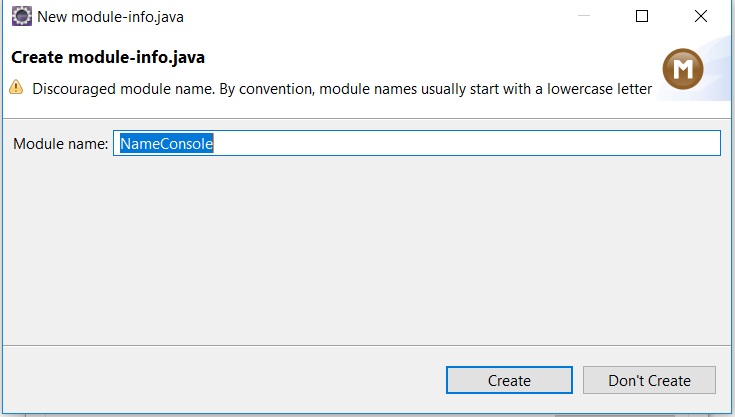 New module-info.java
Create module-info.java
Discouraged module name. By convention, module names usually start with a lowercase letter
M
Module name: NameConsole
Create Don't Create